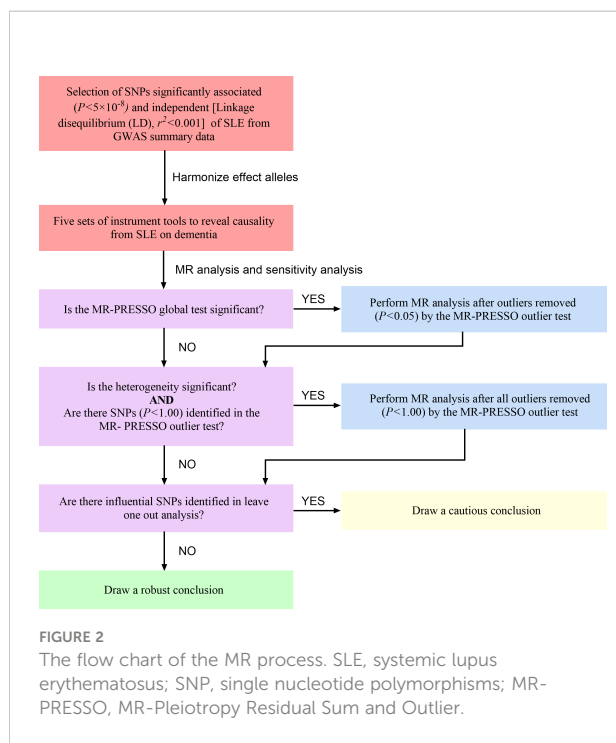 Selection of SNPs significantly associated
(P<5×10⁻⁸) and independent [Linkage
disequilibrium (LD), r²<0.001] of SLE from
GWAS summary data
Harmonize effect alleles
Five sets of instrument tools to reveal causality
from SLE on dementia
MR analysis and sensitivity analysis
Is the MR-PRESSO global test significant?
YES
Perform MR analysis after outliers removed
(P<0.05) by the MR-PRESSO outlier test
NO
Is the heterogeneity significant?
AND
Are there SNPs (P<1.00) identified in the
MR- PRESSO outlier test?
YES
Perform MR analysis after all outliers removed
(P<1.00) by the MR-PRESSO outlier test
NO
Are there influential SNPs identified in leave
one out analysis?
YES
Draw a cautious conclusion
NO
Draw a robust conclusion
FIGURE 2
The flow chart of the MR process. SLE, systemic lupus
erythematosus; SNP, single nucleotide polymorphisms; MR-
PRESSO, MR-Pleiotropy Residual Sum and Outlier.